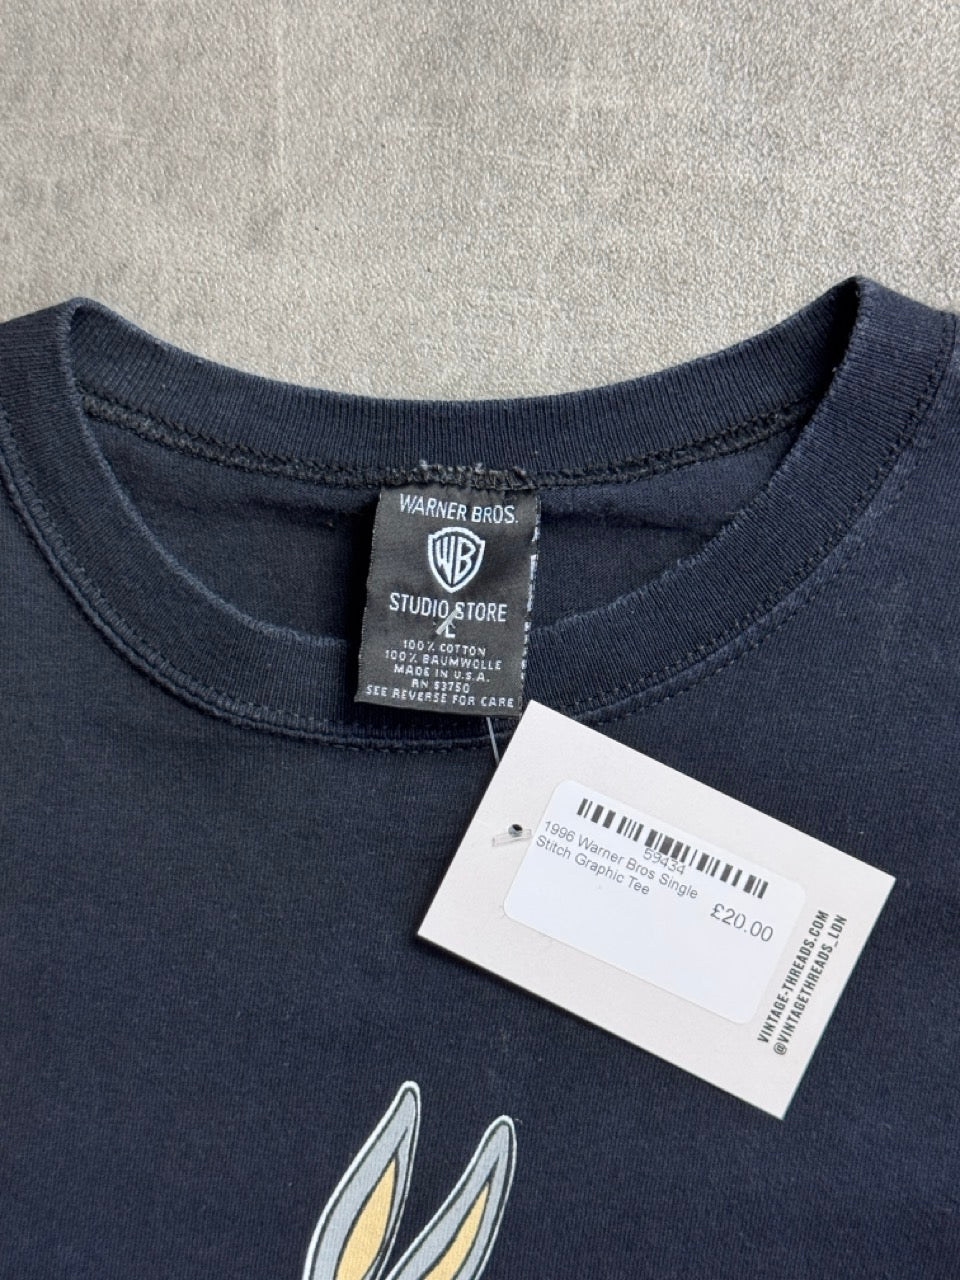 WARNER BROS.
WB
STUDIO STORE
L
100% COTTON
100% BAUMWOLLE
MADE IN U.S.A.
RN 53750
SEE REVERSE FOR CARE
59434
1996 Warner Bros Single
Stitch Graphic Tee
£20.00
VINTAGE-THREADS.COM
@VINTAGETHREADS_LDN